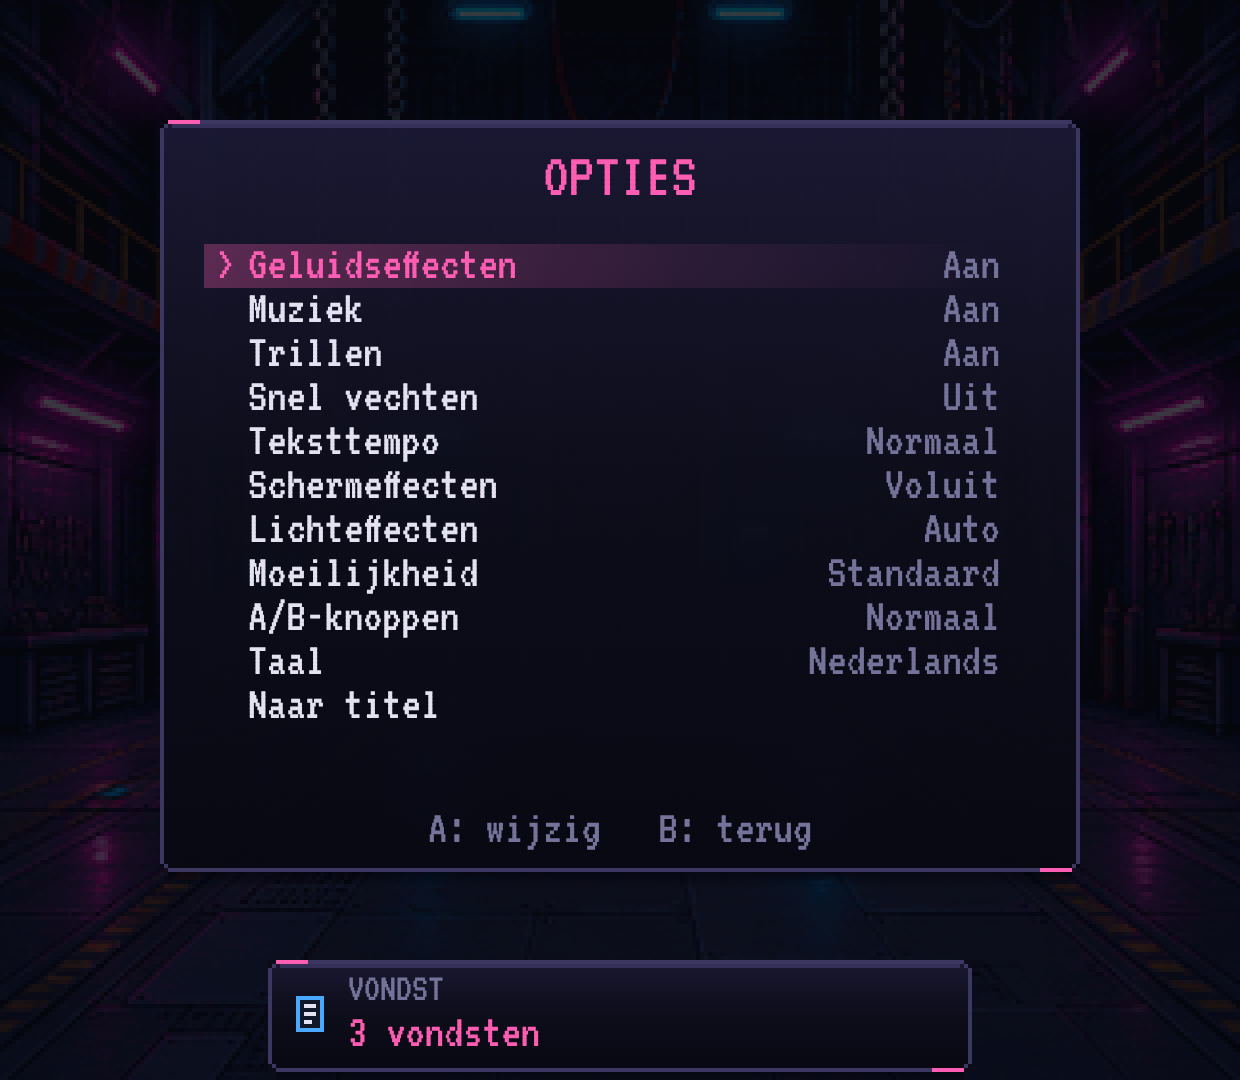 OPTIES
> Geluidseffecten Aan
Muziek Aan
Trillen Aan
Snel vechten Uit
Teksttempo Normaal
Schermeffecten Voluit
Lichteffecten Auto
Moeilijkheid Standaard
A/B-knoppen Normaal
Taal Nederlands
Naar titel
A: wijzig B: terug
VONDST
3 vondsten